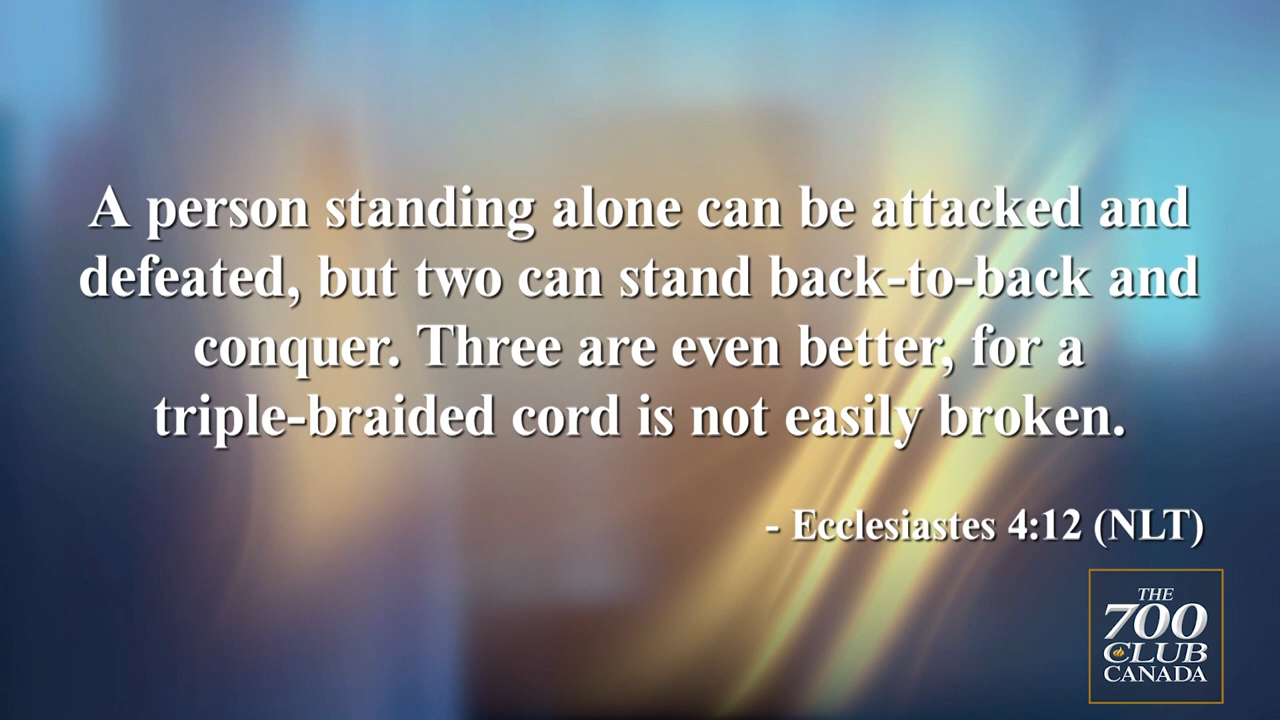 A person standing alone can be attacked and
defeated, but two can stand back-to-back and
conquer. Three are even better, for a
triple-braided cord is not easily broken.
- Ecclesiastes 4:12 (NLT)
THE
700
CLUB
CANADA